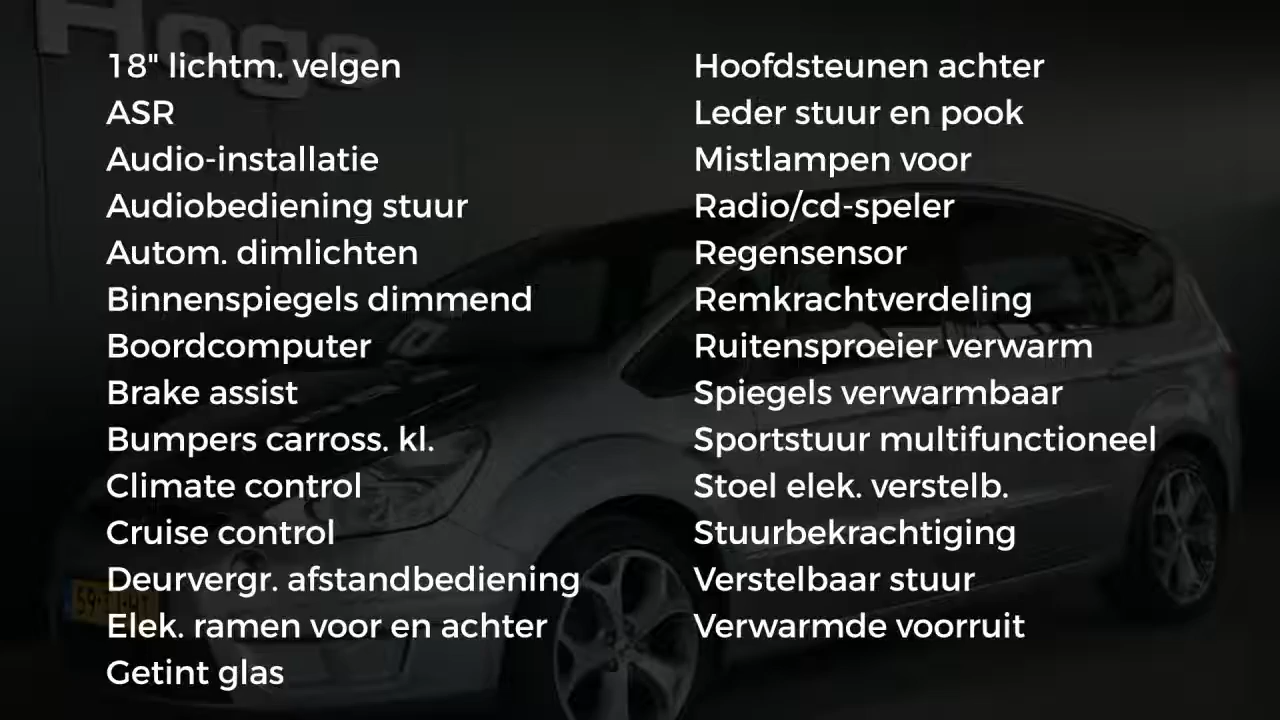 Hoge
18" lichtm. velgen
ASR
Audio-installatie
Audiobediening stuur
Autom. dimlichten
Binnenspiegels dimmend
Boordcomputer
Brake assist
Bumpers carross. kl.
Climate control
Cruise control
Deurvergr. afstandbediening
Elek. ramen voor en achter
Getint glas
Hoofdsteunen achter
Leder stuur en pook
Mistlampen voor
Radio/cd-speler
Regensensor
Remkrachtverdeling
Ruitensproeier verwarm
Spiegels verwarmbaar
Sportstuur multifunctioneel
Stoel elek. verstelb.
Stuurbekrachtiging
Verstelbaar stuur
Verwarmde voorruit